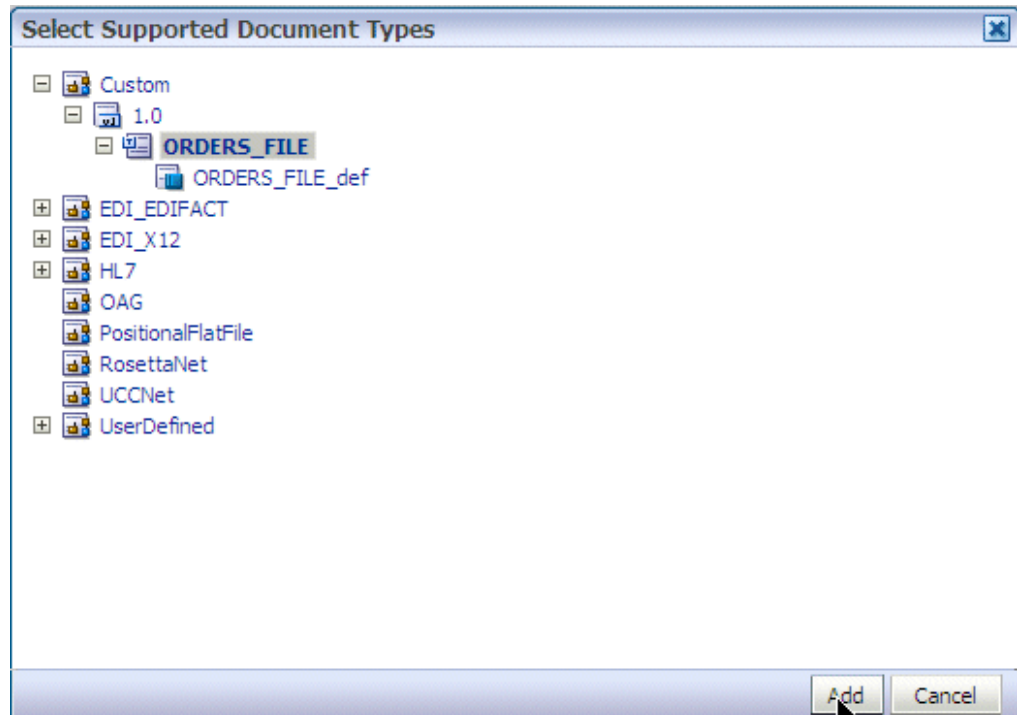 Select Supported Document Types
Custom
1.0
ORDERS_FILE
ORDERS_FILE_def
EDI_EDIFACT
EDI_X12
HL7
OAG
PositionalFlatFile
RosettaNet
UCCNet
UserDefined
Add Cancel